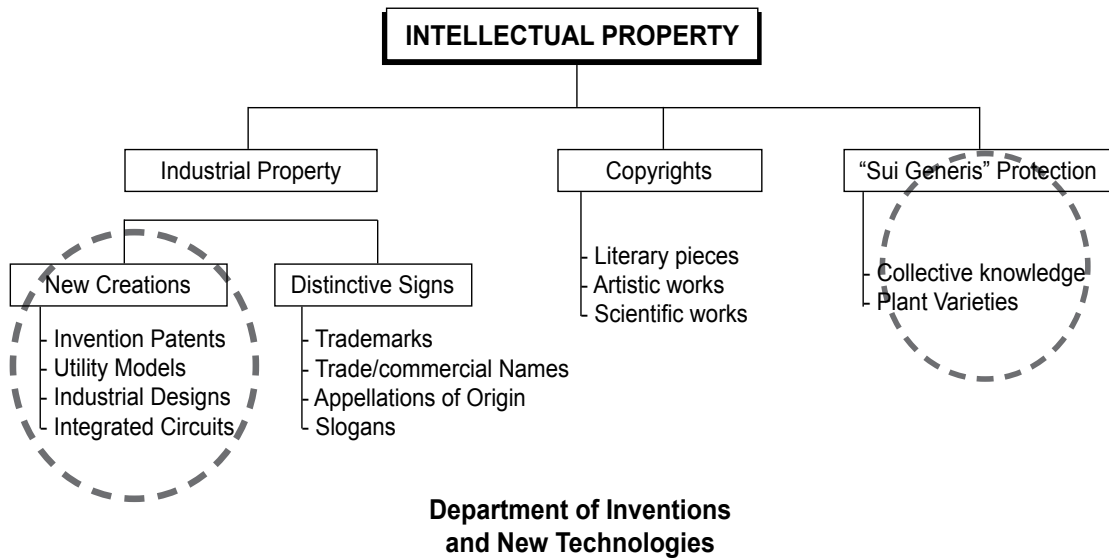 INTELLECTUAL PROPERTY
Industrial Property
Copyrights
“Sui Generis” Protection
New Creations
Distinctive Signs
- Invention Patents
- Utility Models
- Industrial Designs
- Integrated Circuits
- Trademarks
- Trade/commercial Names
- Appellations of Origin
- Slogans
- Literary pieces
- Artistic works
- Scientific works
- Collective knowledge
- Plant Varieties
Department of Inventions
and New Technologies